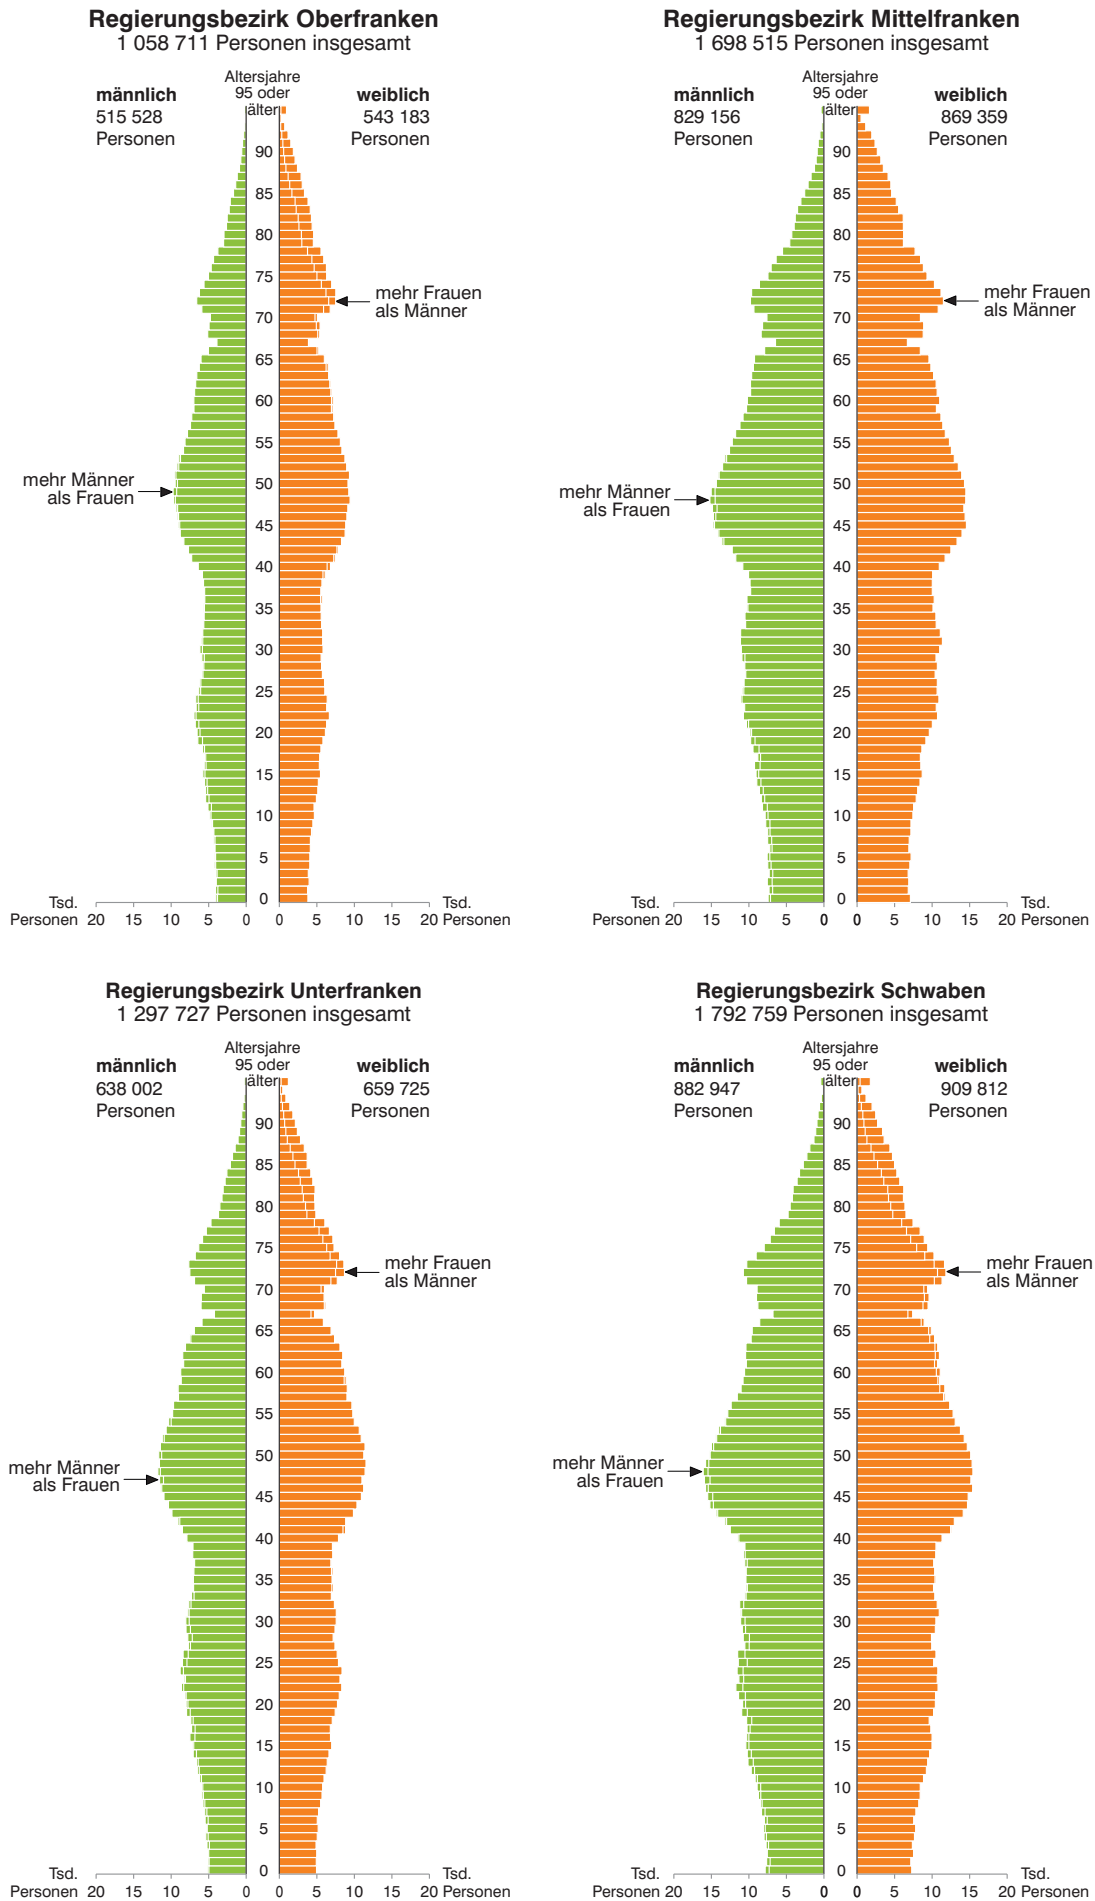 Regierungsbezirk Oberfranken
1 058 711 Personen insgesamt
Altersjahre
95 oder
älter
männlich
515 528
Personen
weiblich
543 183
Personen
90
85
80
75
70
65
60
55
50
45
40
35
30
25
20
15
10
5
0
mehr Frauen
als Männer
mehr Männer
als Frauen
Tsd.
Personen
20 15 10 5 0
0 5 10 15 20
Tsd.
Personen
Regierungsbezirk Mittelfranken
1 698 515 Personen insgesamt
Altersjahre
95 oder
älter
männlich
829 156
Personen
weiblich
869 359
Personen
90
85
80
75
70
65
60
55
50
45
40
35
30
25
20
15
10
5
0
mehr Frauen
als Männer
mehr Männer
als Frauen
Tsd.
Personen
20 15 10 5 0
0 5 10 15 20
Tsd.
Personen
Regierungsbezirk Unterfranken
1 297 727 Personen insgesamt
Altersjahre
95 oder
älter
männlich
638 002
Personen
weiblich
659 725
Personen
90
85
80
75
70
65
60
55
50
45
40
35
30
25
20
15
10
5
0
mehr Frauen
als Männer
mehr Männer
als Frauen
Tsd.
Personen
20 15 10 5 0
0 5 10 15 20
Tsd.
Personen
Regierungsbezirk Schwaben
1 792 759 Personen insgesamt
Altersjahre
95 oder
älter
männlich
882 947
Personen
weiblich
909 812
Personen
90
85
80
75
70
65
60
55
50
45
40
35
30
25
20
15
10
5
0
mehr Frauen
als Männer
mehr Männer
als Frauen
Tsd.
Personen
20 15 10 5 0
0 5 10 15 20
Tsd.
Personen